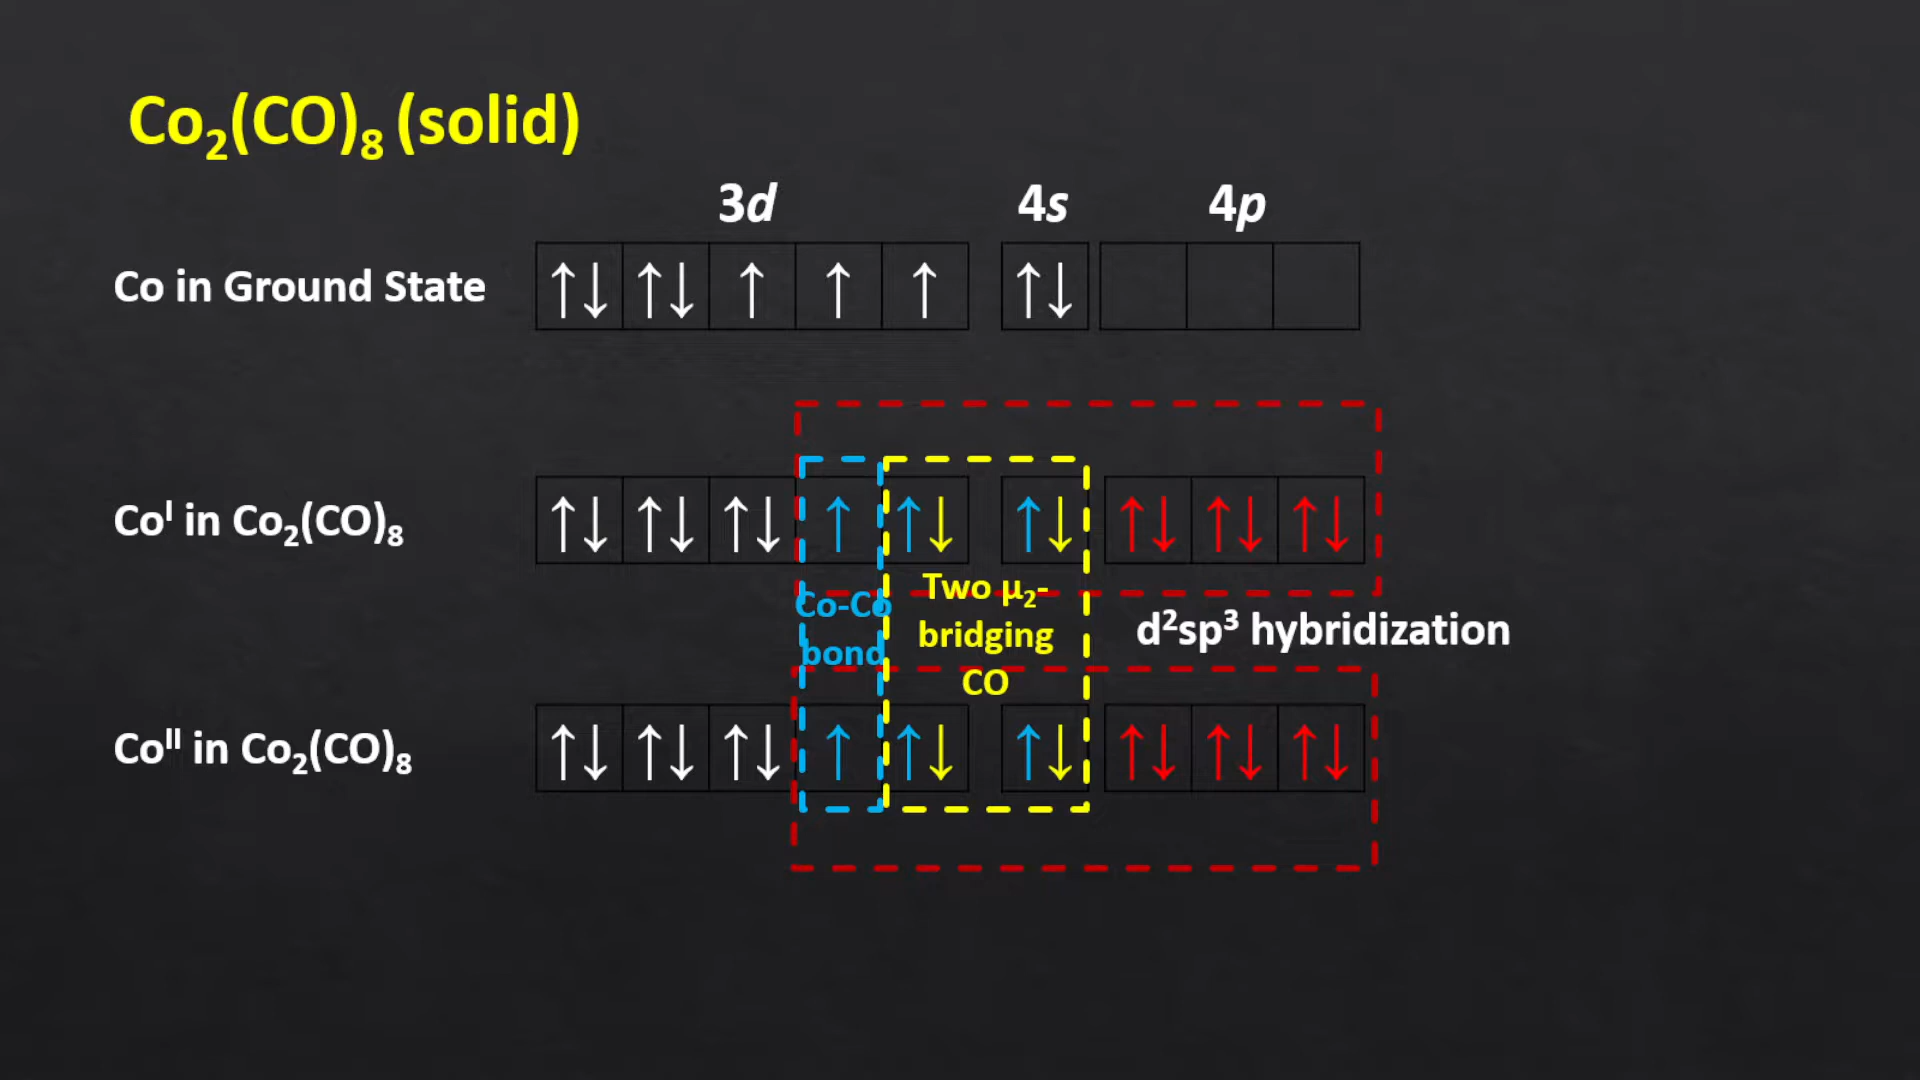 Co₂(CO)₈ (solid)
3d 4s 4p
Co in Ground State ↑↓ ↑↓ ↑ ↑ ↑ ↑↓
Coᴵ in Co₂(CO)₈ ↑↓ ↑↓ ↑↓ ↑ ↑↓ ↑↓ ↑↓ ↑↓ ↑↓
Co-Co
bond
Two μ₂-
bridging
CO
d²sp³ hybridization
Coᴵᴵ in Co₂(CO)₈ ↑↓ ↑↓ ↑↓ ↑ ↑↓ ↑↓ ↑↓ ↑↓ ↑↓